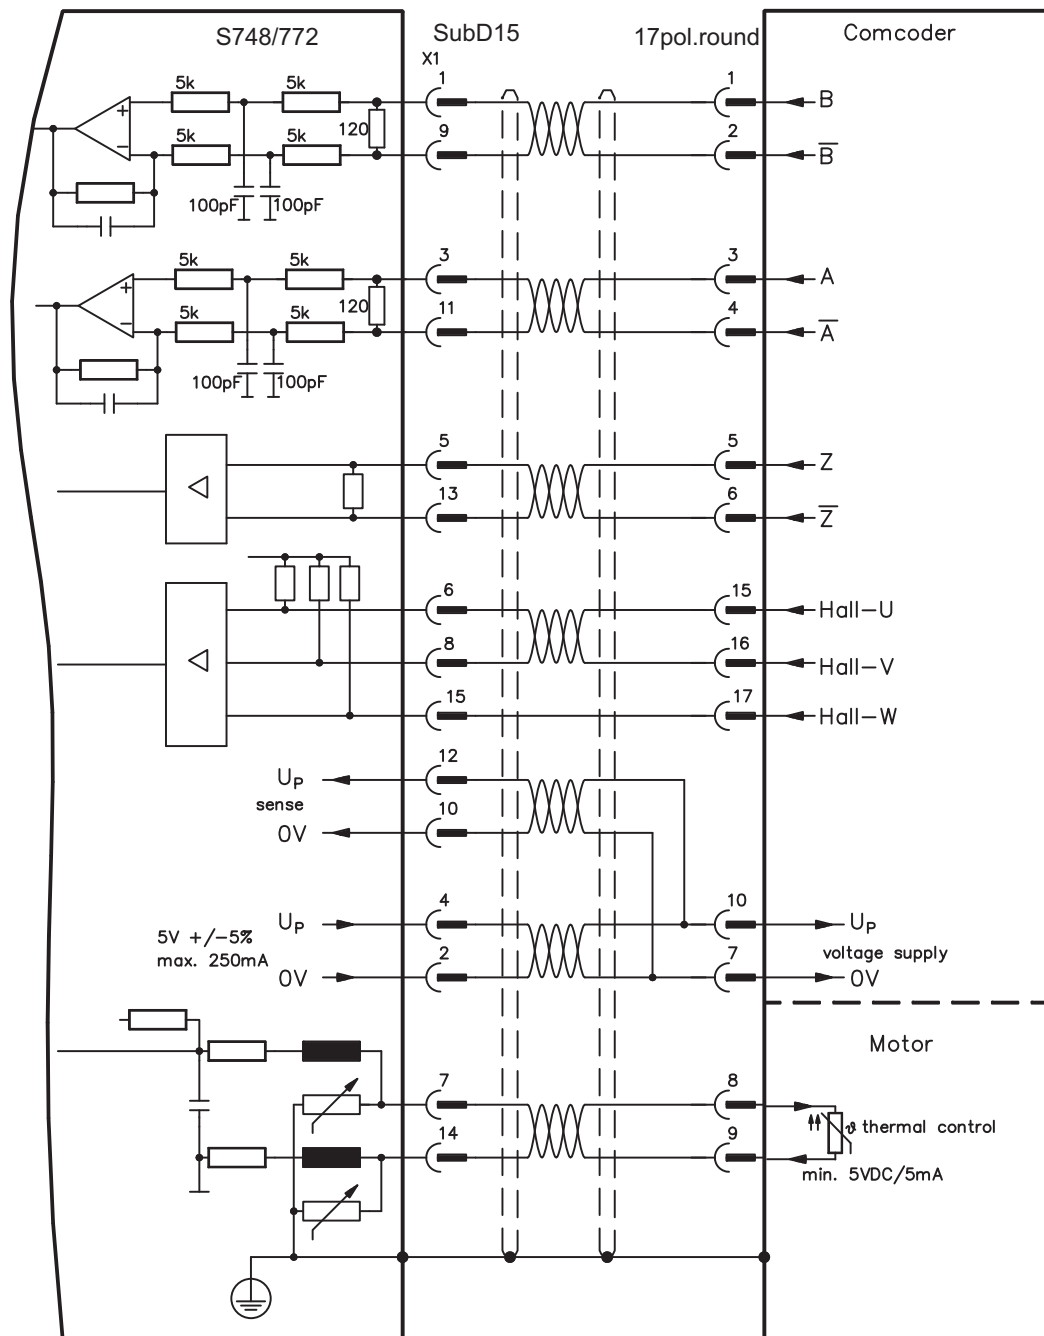 S748/772 SubD15 17pol.round Comcoder
X1
5k 5k 1 1 B
120
5k 5k 9 2 B̅
100pF 100pF
5k 5k 3 3 A
120
5k 5k 11 4 A̅
100pF 100pF
5 5 Z
13 6 Z̅
6 15 Hall-U
8 16 Hall-V
15 17 Hall-W
UP 12
sense
0V 10
UP 4 10 UP
5V +/-5%
max. 250mA
voltage supply
0V 2 7 0V
Motor
7 8
ϑ thermal control
14 9
min. 5VDC/5mA